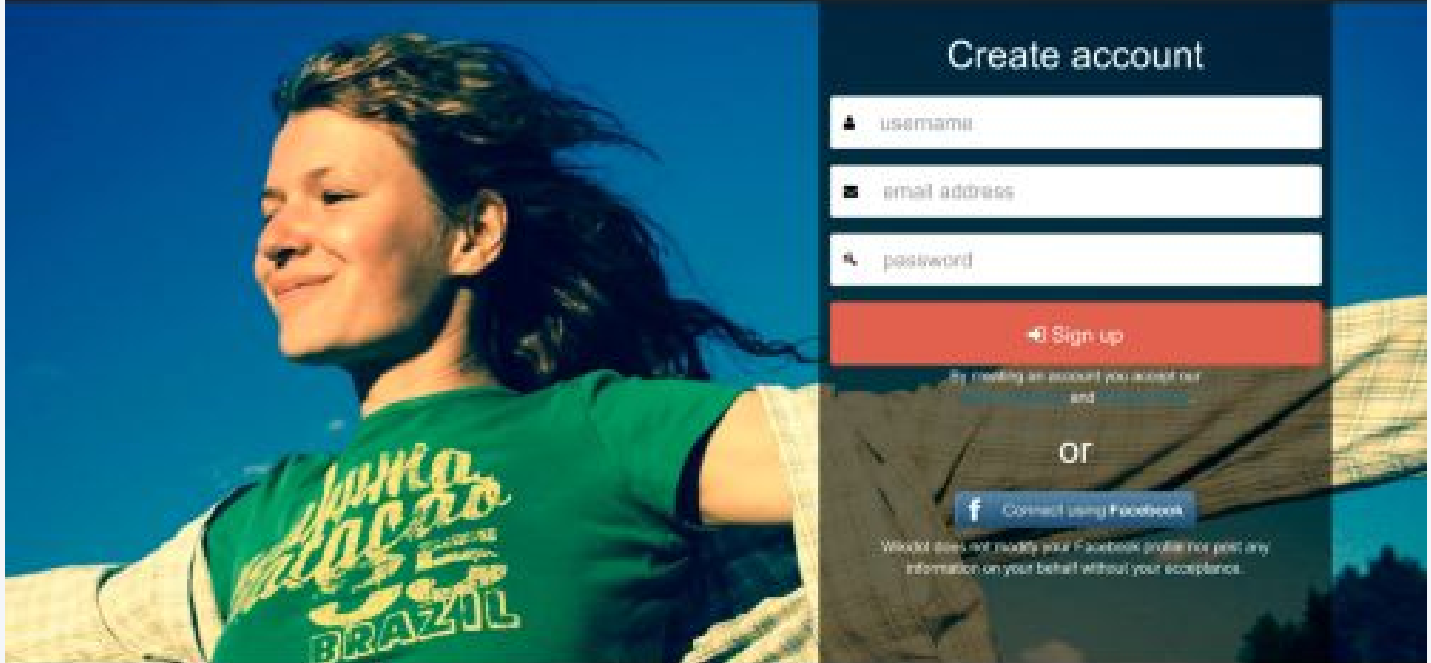 Create account
username
email address
password
Sign up
By creating an account you accept our
and
or
f Connect using Facebook
Wikidot does not modify your Facebook profile nor post any
information on your behalf without your acceptance.
BRAZIL